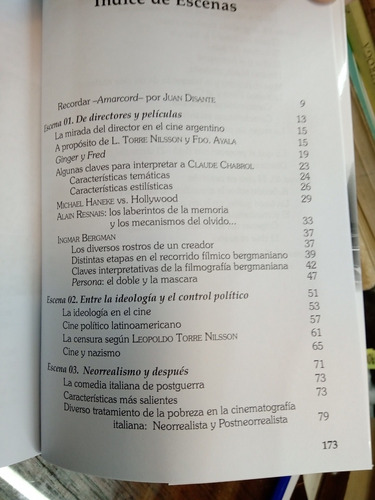 Índice de Escenas
Recordar –Amarcord– por JUAN DISANTE 9
Escena 01. De directores y películas 13
La mirada del director en el cine argentino 15
A propósito de L. TORRE NILSSON y FDO. AYALA 15
Ginger y Fred 19
Algunas claves para interpretar a CLAUDE CHABROL 23
Características temáticas 24
Características estilísticas 26
MICHAEL HANEKE VS. Hollywood 29
ALAIN RESNAIS: los laberintos de la memoria
y los mecanismos del olvido... 33
INGMAR BERGMAN 37
Los diversos rostros de un creador 37
Distintas etapas en el recorrido fílmico bergmaniano 39
Claves interpretativas de la filmografía bergmaniana 42
Persona: el doble y la mascara 47
Escena 02. Entre la ideología y el control político 51
La ideología en el cine 53
Cine político latinoamericano 57
La censura según LEOPOLDO TORRE NILSSON 61
Cine y nazismo 65
Escena 03. Neorrealismo y después 71
La comedia italiana de postguerra 73
Características más salientes 73
Diverso tratamiento de la pobreza en la cinematografía
italiana: Neorrealista y Postneorrealista 79
173